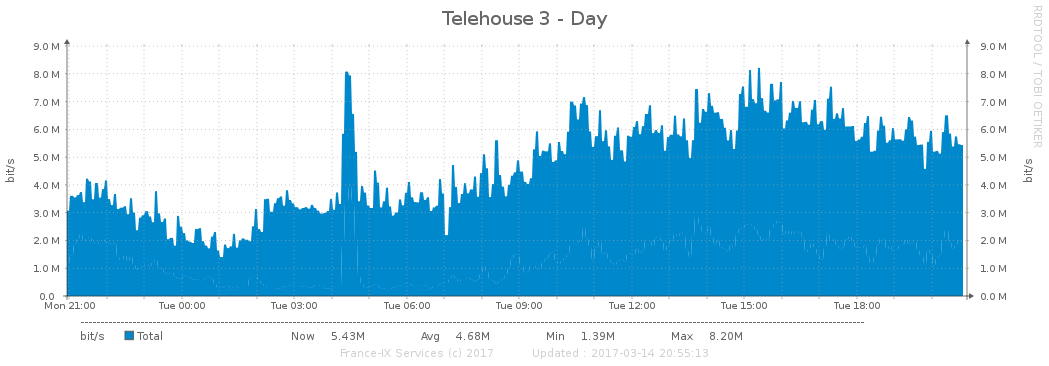 Telehouse 3 - Day
RRDTOOL / TOBI OETIKER
bit/s
9.0 M 9.0 M
8.0 M 8.0 M
7.0 M 7.0 M
6.0 M 6.0 M
5.0 M 5.0 M
4.0 M 4.0 M
3.0 M 3.0 M
2.0 M 2.0 M
1.0 M 1.0 M
0.0 0.0 M
bit/s
Mon 21:00 Tue 00:00 Tue 03:00 Tue 06:00 Tue 09:00 Tue 12:00 Tue 15:00 Tue 18:00
bit/s Total Now 5.43M Avg 4.68M Min 1.39M Max 8.20M
France-IX Services (c) 2017 Updated : 2017-03-14 20:55:13